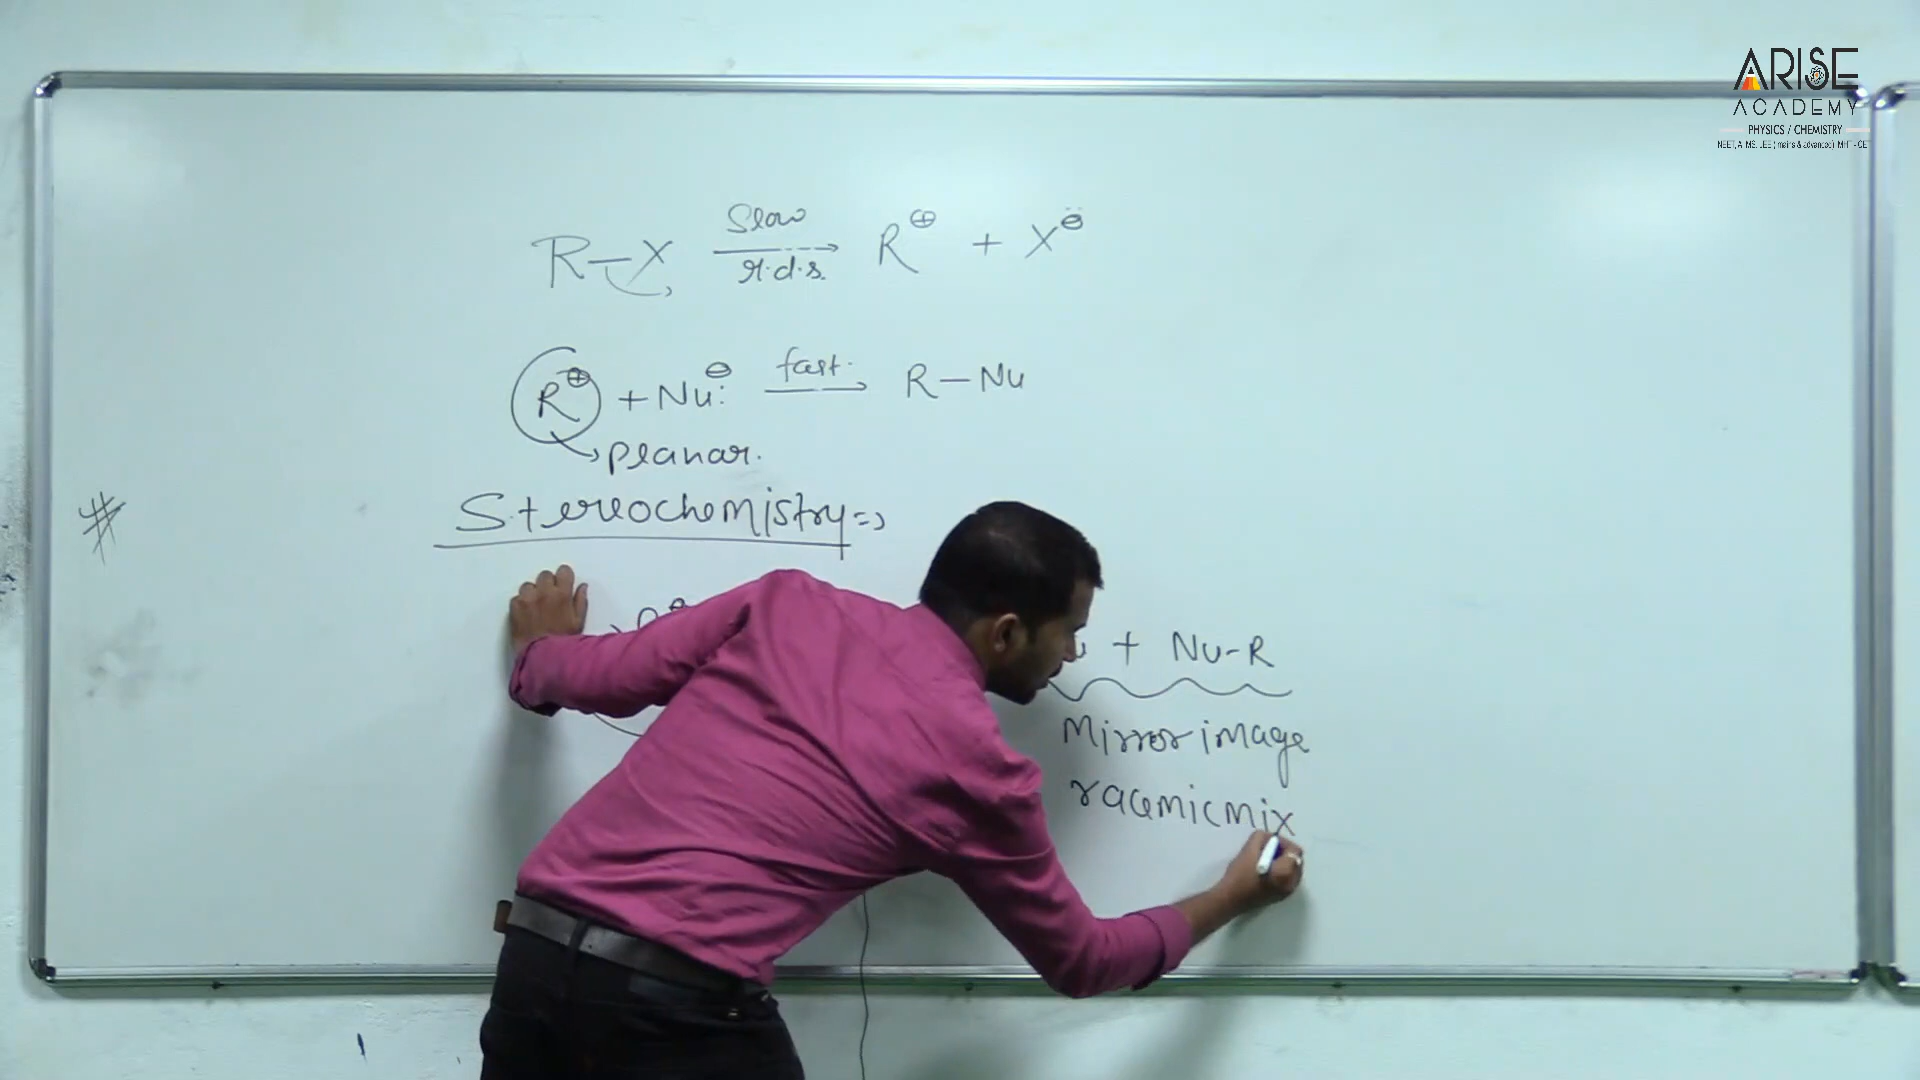 ARISE
ACADEMY
PHYSICS / CHEMISTRY
R-X Slow r.d.s. R⊕ + X⊖
R⊕ + Nu:⊖ fast. R-Nu
planar.
# Stereochemistry=>
+ Nu-R
Mirror image
racemic mix